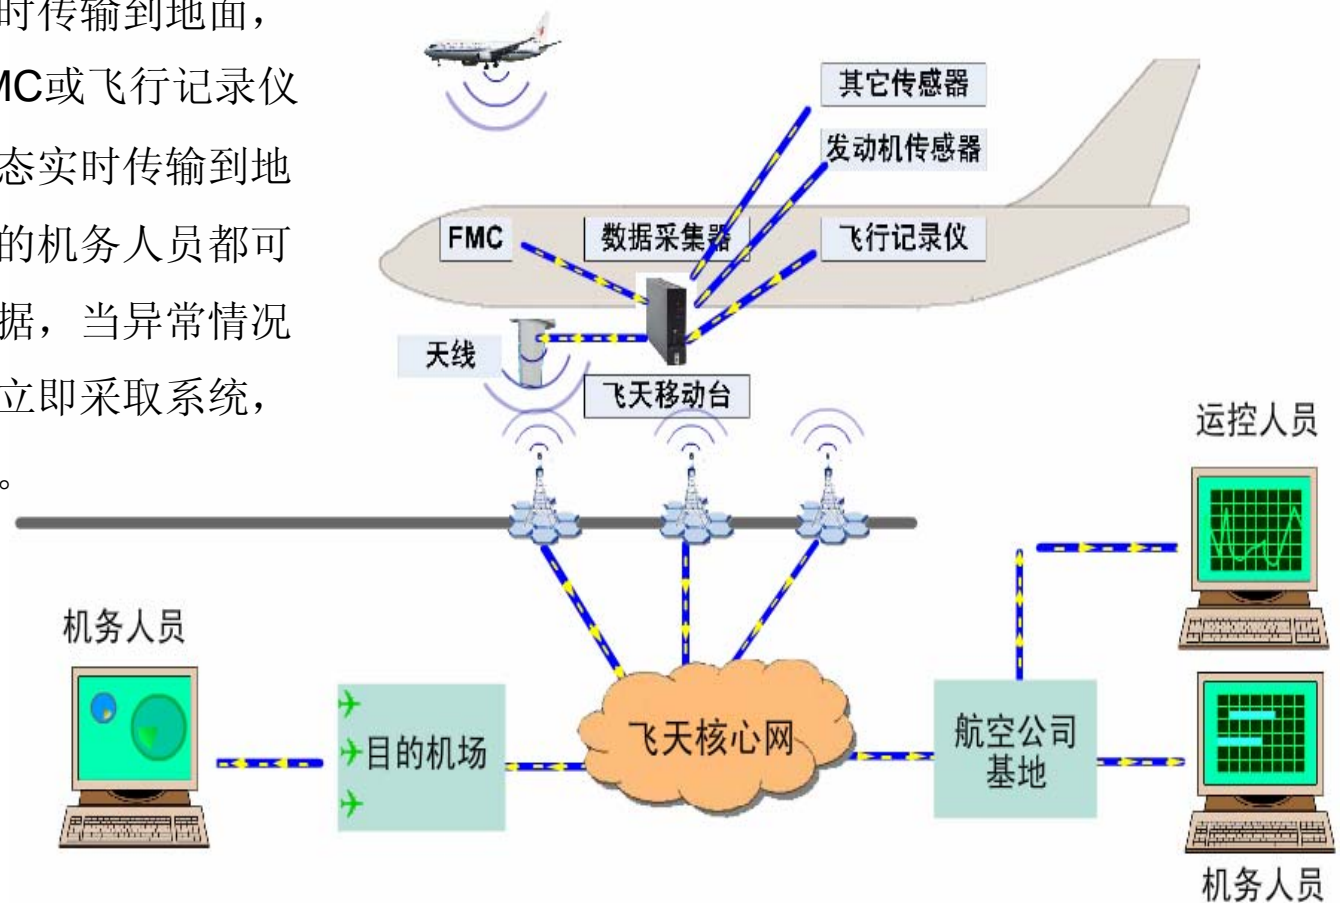 时传输到地面，
MC或飞行记录仪
态实时传输到地
的机务人员都可
据，当异常情况
立即采取系统，
。
其它传感器
发动机传感器
FMC
数据采集器
飞行记录仪
天线
飞天移动台
运控人员
机务人员
目的机场
飞天核心网
航空公司
基地
机务人员